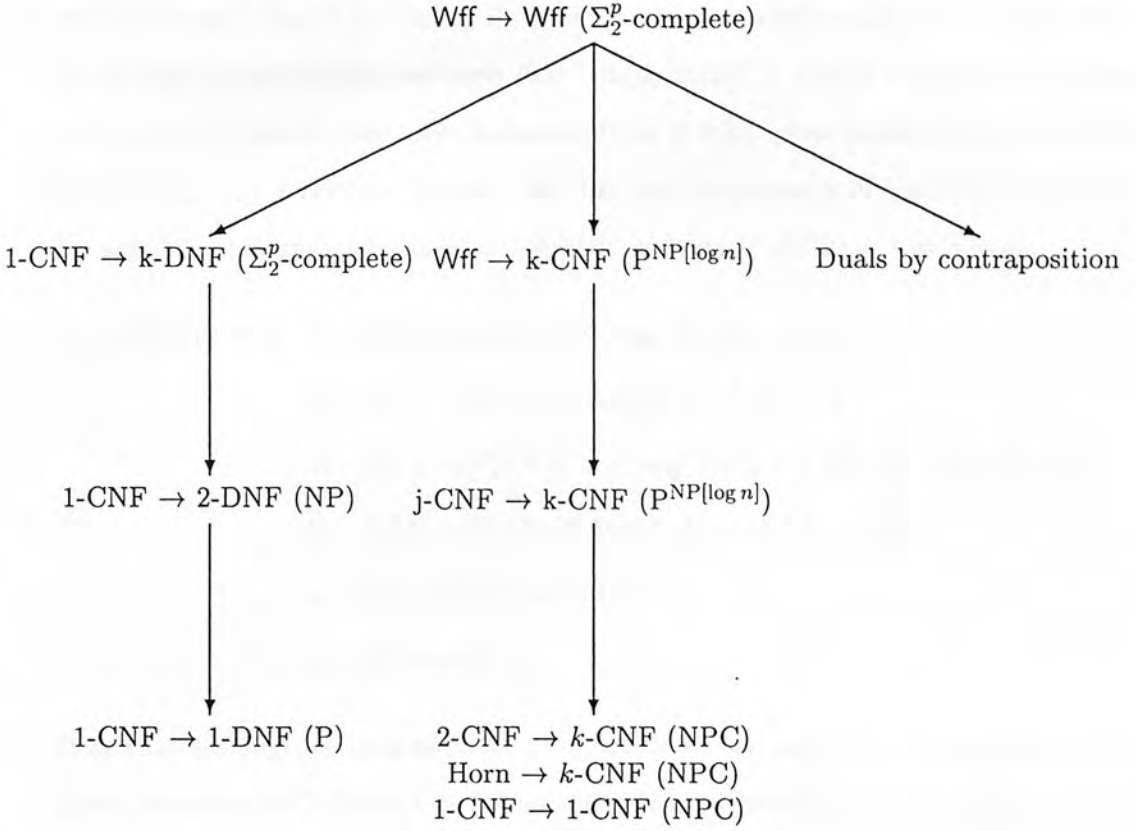 Wff → Wff (Σ₂ᵖ-complete)
1-CNF → k-DNF (Σ₂ᵖ-complete) Wff → k-CNF (P^NP[log n]) Duals by contraposition
1-CNF → 2-DNF (NP) j-CNF → k-CNF (P^NP[log n])
1-CNF → 1-DNF (P) 2-CNF → k-CNF (NPC)
Horn → k-CNF (NPC)
1-CNF → 1-CNF (NPC)